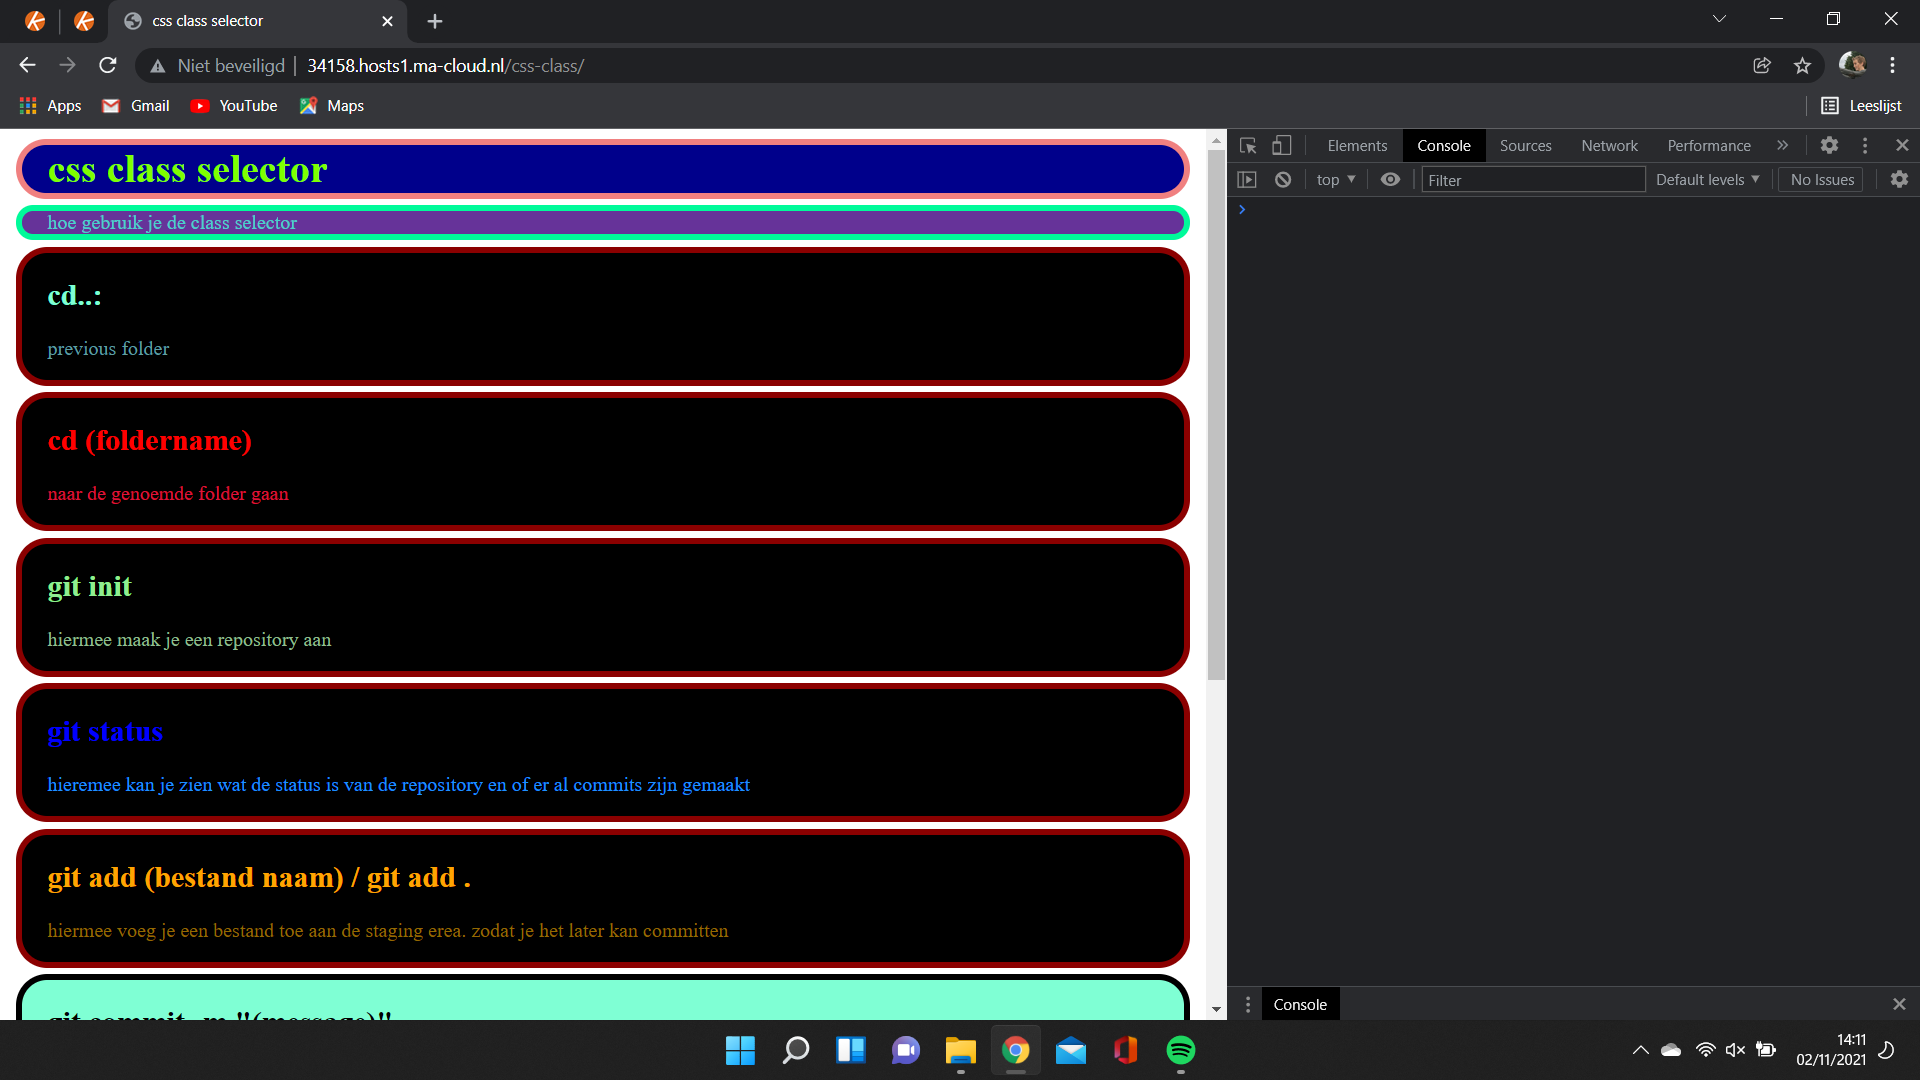 css class selector
Niet beveiligd | 34158.hosts1.ma-cloud.nl/css-class/
Apps Gmail YouTube Maps Leeslijst
css class selector
hoe gebruik je de class selector
cd..:
previous folder
cd (foldername)
naar de genoemde folder gaan
git init
hiermee maak je een repository aan
git status
hieremee kan je zien wat de status is van de repository en of er al commits zijn gemaakt
git add (bestand naam) / git add .
hiermee voeg je een bestand toe aan de staging erea. zodat je het later kan committen
git commit -m "(message)"
Elements Console Sources Network Performance
top Filter Default levels No Issues
Console
14:11
02/11/2021